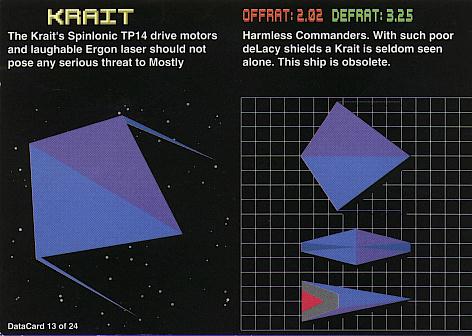 KRAIT
The Krait's Spinlonic TP14 drive motors
and laughable Ergon laser should not
pose any serious threat to Mostly
OFFRAT: 2.02 DEFRAT: 3.25
Harmless Commanders. With such poor
deLacy shields a Krait is seldom seen
alone. This ship is obsolete.
DataCard 13 of 24